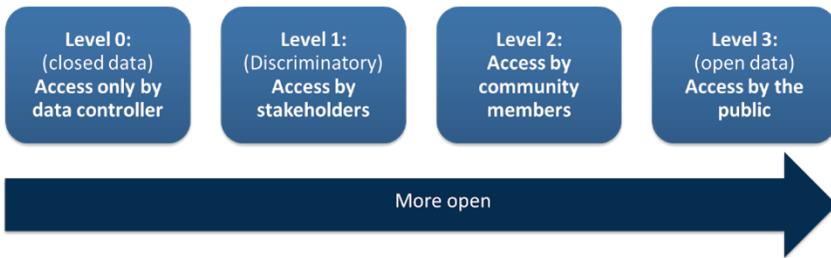 Level 0:
(closed data)
Access only by
data controller
Level 1:
(Discriminatory)
Access by
stakeholders
Level 2:
Access by
community
members
Level 3:
(open data)
Access by the
public
More open